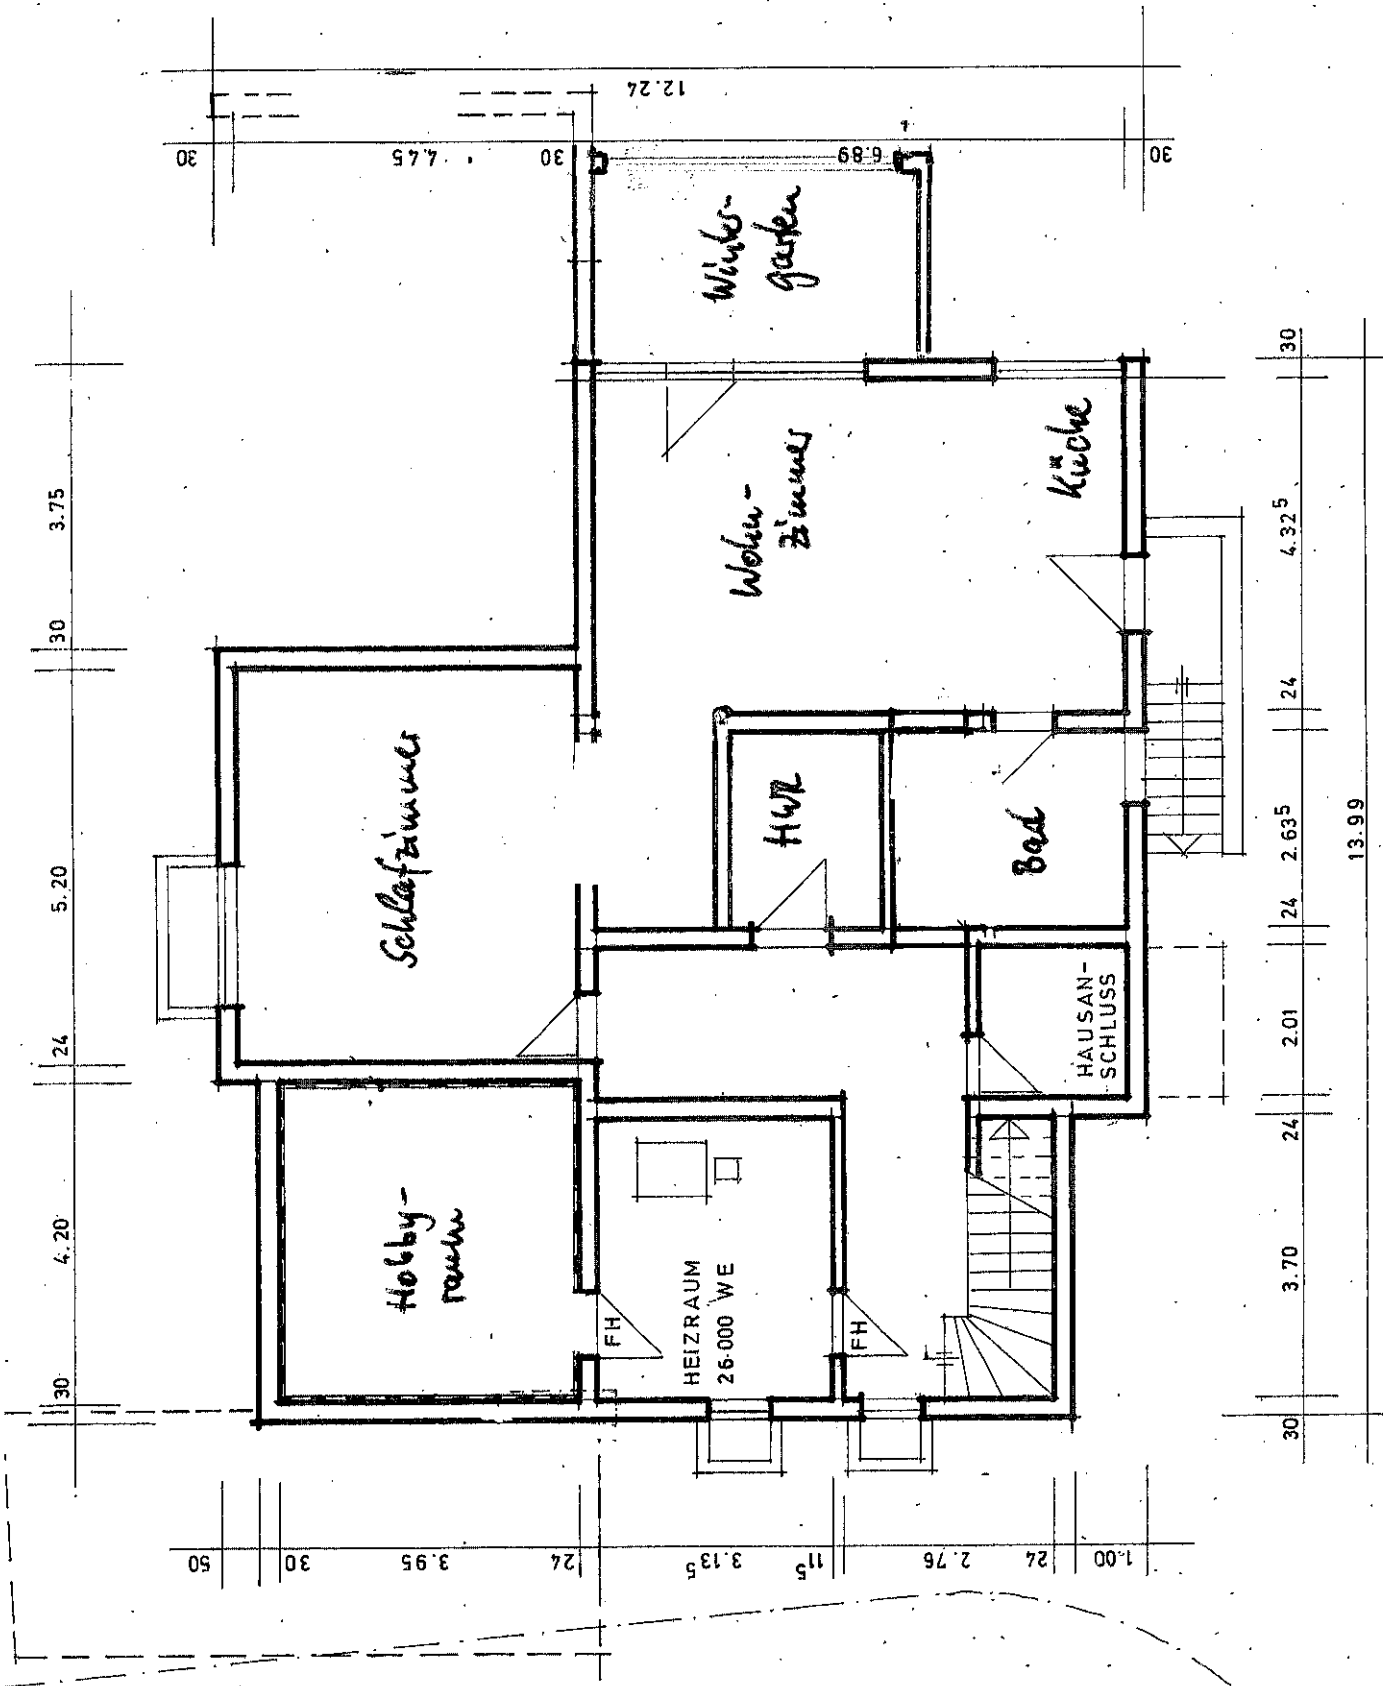 12.24
30
4.45
30
6.89
30
Winter-
garten
30
3.75
30
5.20
24
4.20
30
Wohn-
zimmer
Küche
Schlafzimmer
HWR
Bad
HAUSAN-
SCHLUSS
Hobby-
raum
HEIZRAUM
26 000 WE
FH
FH
30
4.32⁵
24
2.63⁵
24
2.01
24
3.70
30
13.99
50
30
3.95
24
3.13⁵
11⁵
2.76
24
1.00